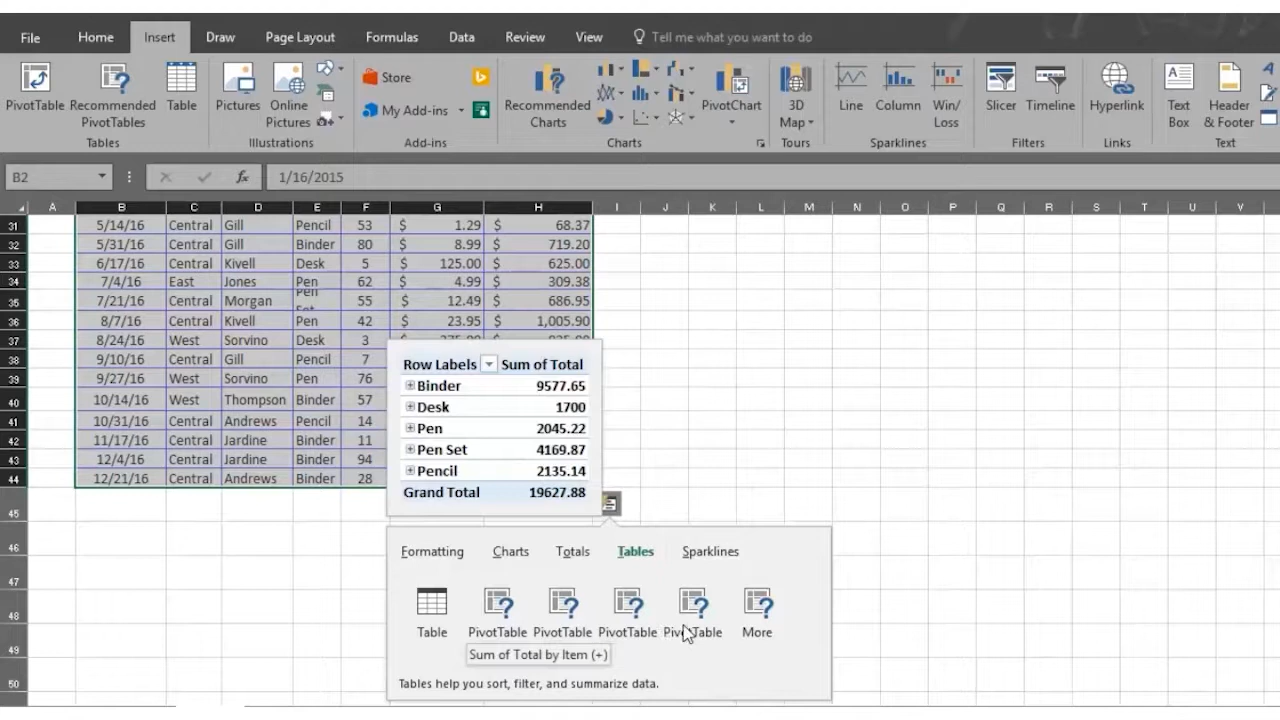 File Home Insert Draw Page Layout Formulas Data Review View Tell me what you want to do
PivotTable Recommended PivotTables Table
Tables
Pictures Online Pictures
Illustrations
Store
My Add-ins
Add-ins
Recommended Charts PivotChart
Charts
3D Map
Tours
Line Column Win/ Loss
Sparklines
Slicer Timeline
Filters
Hyperlink
Links
Text Box Header & Footer
Text
B2 fx 1/16/2015
A B C D E F G H I J K L M N O P Q R S T U V
31 5/14/16 Central Gill Pencil 53 $ 1.29 $ 68.37
32 5/31/16 Central Gill Binder 80 $ 8.99 $ 719.20
33 6/17/16 Central Kivell Desk 5 $ 125.00 $ 625.00
34 7/4/16 East Jones Pen 62 $ 4.99 $ 309.38
35 7/21/16 Central Morgan Pen Set 55 $ 12.49 $ 686.95
36 8/7/16 Central Kivell Pen 42 $ 23.95 $ 1,005.90
37 8/24/16 West Sorvino Desk 3
38 9/10/16 Central Gill Pencil 7
39 9/27/16 West Sorvino Pen 76
40 10/14/16 West Thompson Binder 57
41 10/31/16 Central Andrews Pencil 14
42 11/17/16 Central Jardine Binder 11
43 12/4/16 Central Jardine Binder 94
44 12/21/16 Central Andrews Binder 28
45
46
47
48
49
50
Row Labels Sum of Total
Binder 9577.65
Desk 1700
Pen 2045.22
Pen Set 4169.87
Pencil 2135.14
Grand Total 19627.88
Formatting Charts Totals Tables Sparklines
Table PivotTable PivotTable PivotTable PivotTable More
Sum of Total by Item (+)
Tables help you sort, filter, and summarize data.